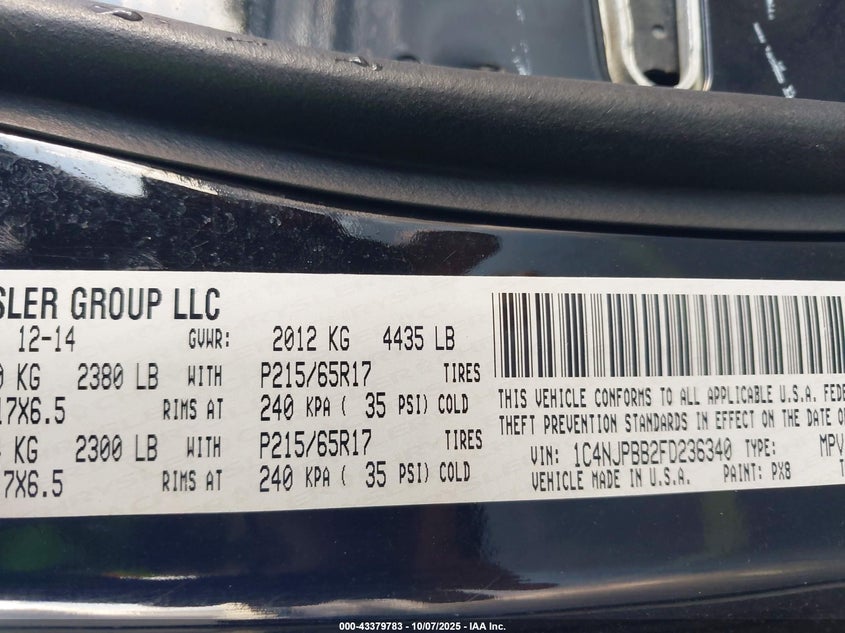 SLER GROUP LLC
12-14 GVWR: 2012 KG 4435 LB
KG 2380 LB WITH P215/65R17 TIRES
17X6.5 RIMS AT 240 KPA ( 35 PSI) COLD
KG 2300 LB WITH P215/65R17 TIRES
7X6.5 RIMS AT 240 KPA ( 35 PSI) COLD
THIS VEHICLE CONFORMS TO ALL APPLICABLE U.S.A. FEDE
THEFT PREVENTION STANDARDS IN EFFECT ON THE DATE O
VIN: 1C4NJPBB2FD236340 TYPE: MPV
VEHICLE MADE IN U.S.A. PAINT: PX8 T
000-43379783 - 10/07/2025 - IAA Inc.